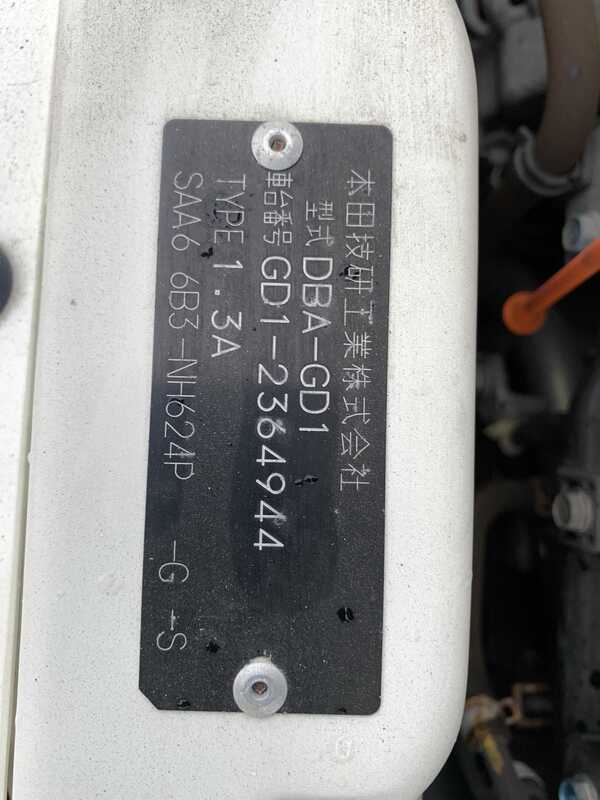 本田技研工業株式会社
型式 DBA-GD1
車台番号 GD1-2364944
TYPE 1.3A
SAA6 6B3-NH624P -G -S